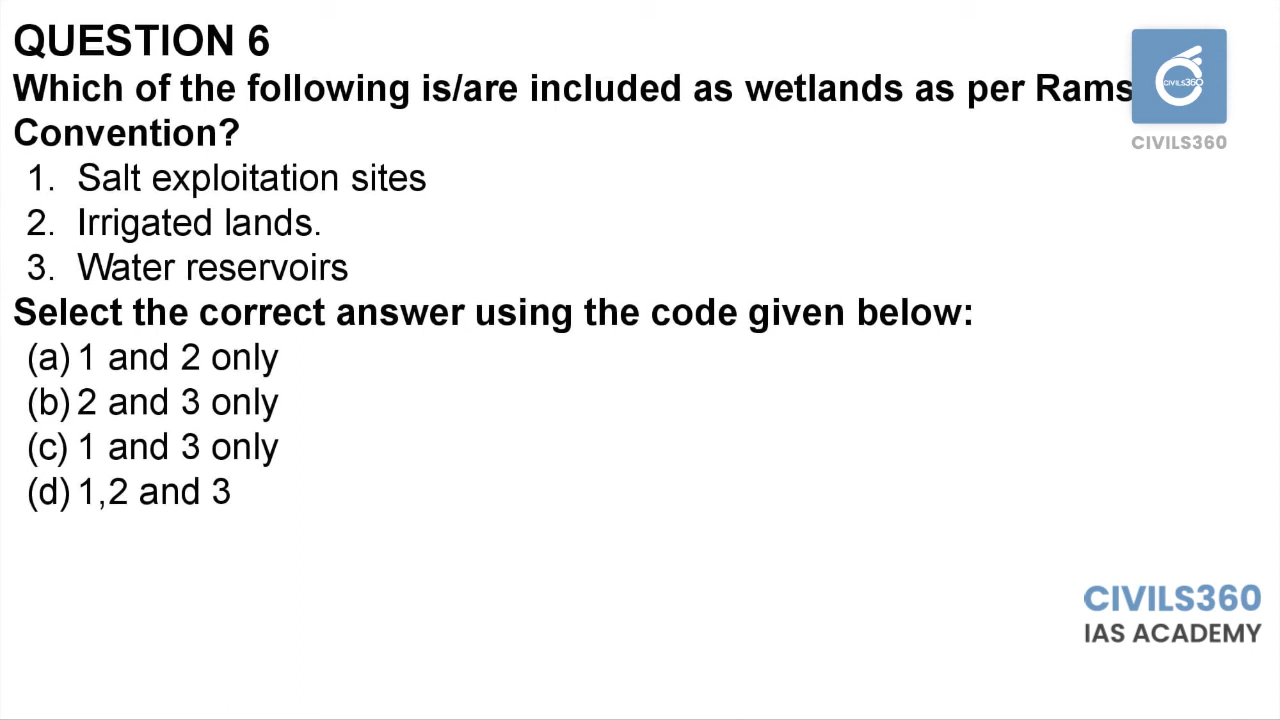 QUESTION 6
Which of the following is/are included as wetlands as per Rams
Convention?
1. Salt exploitation sites
2. Irrigated lands.
3. Water reservoirs
Select the correct answer using the code given below:
(a) 1 and 2 only
(b) 2 and 3 only
(c) 1 and 3 only
(d) 1,2 and 3
CIVILS360
CIVILS360
CIVILS360
IAS ACADEMY